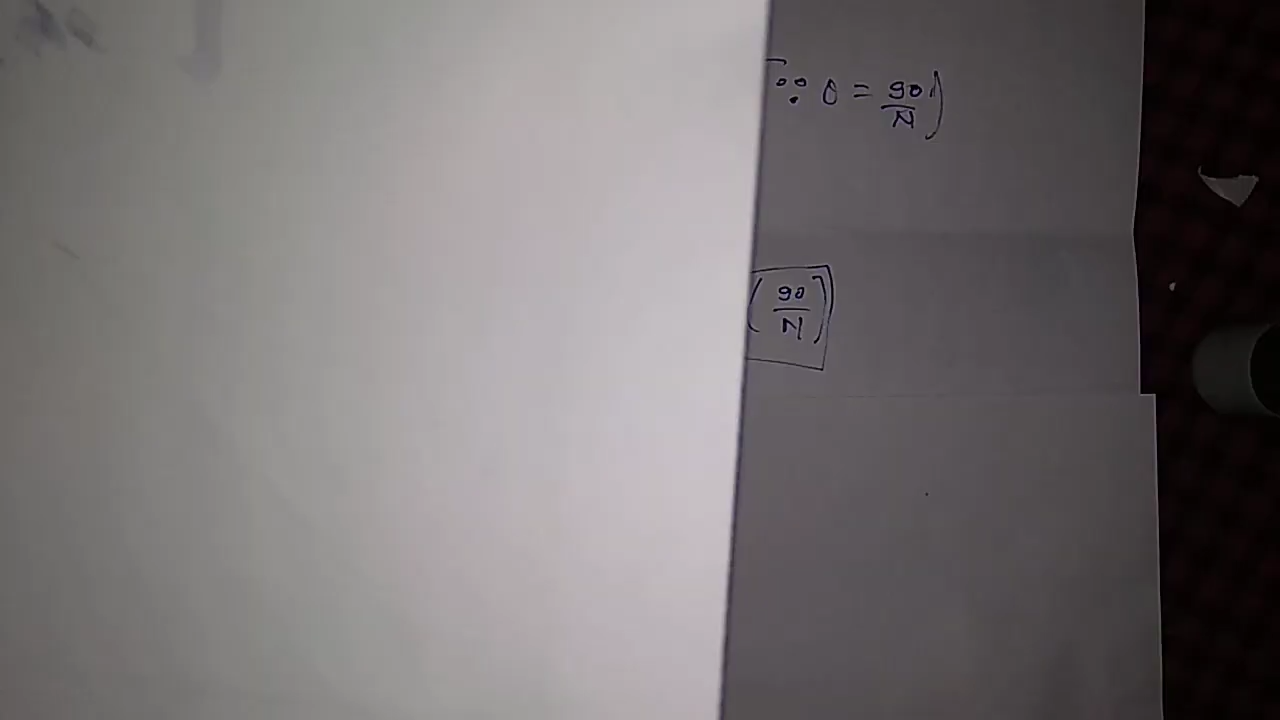 [∵ θ = 90/N]
(90/N)